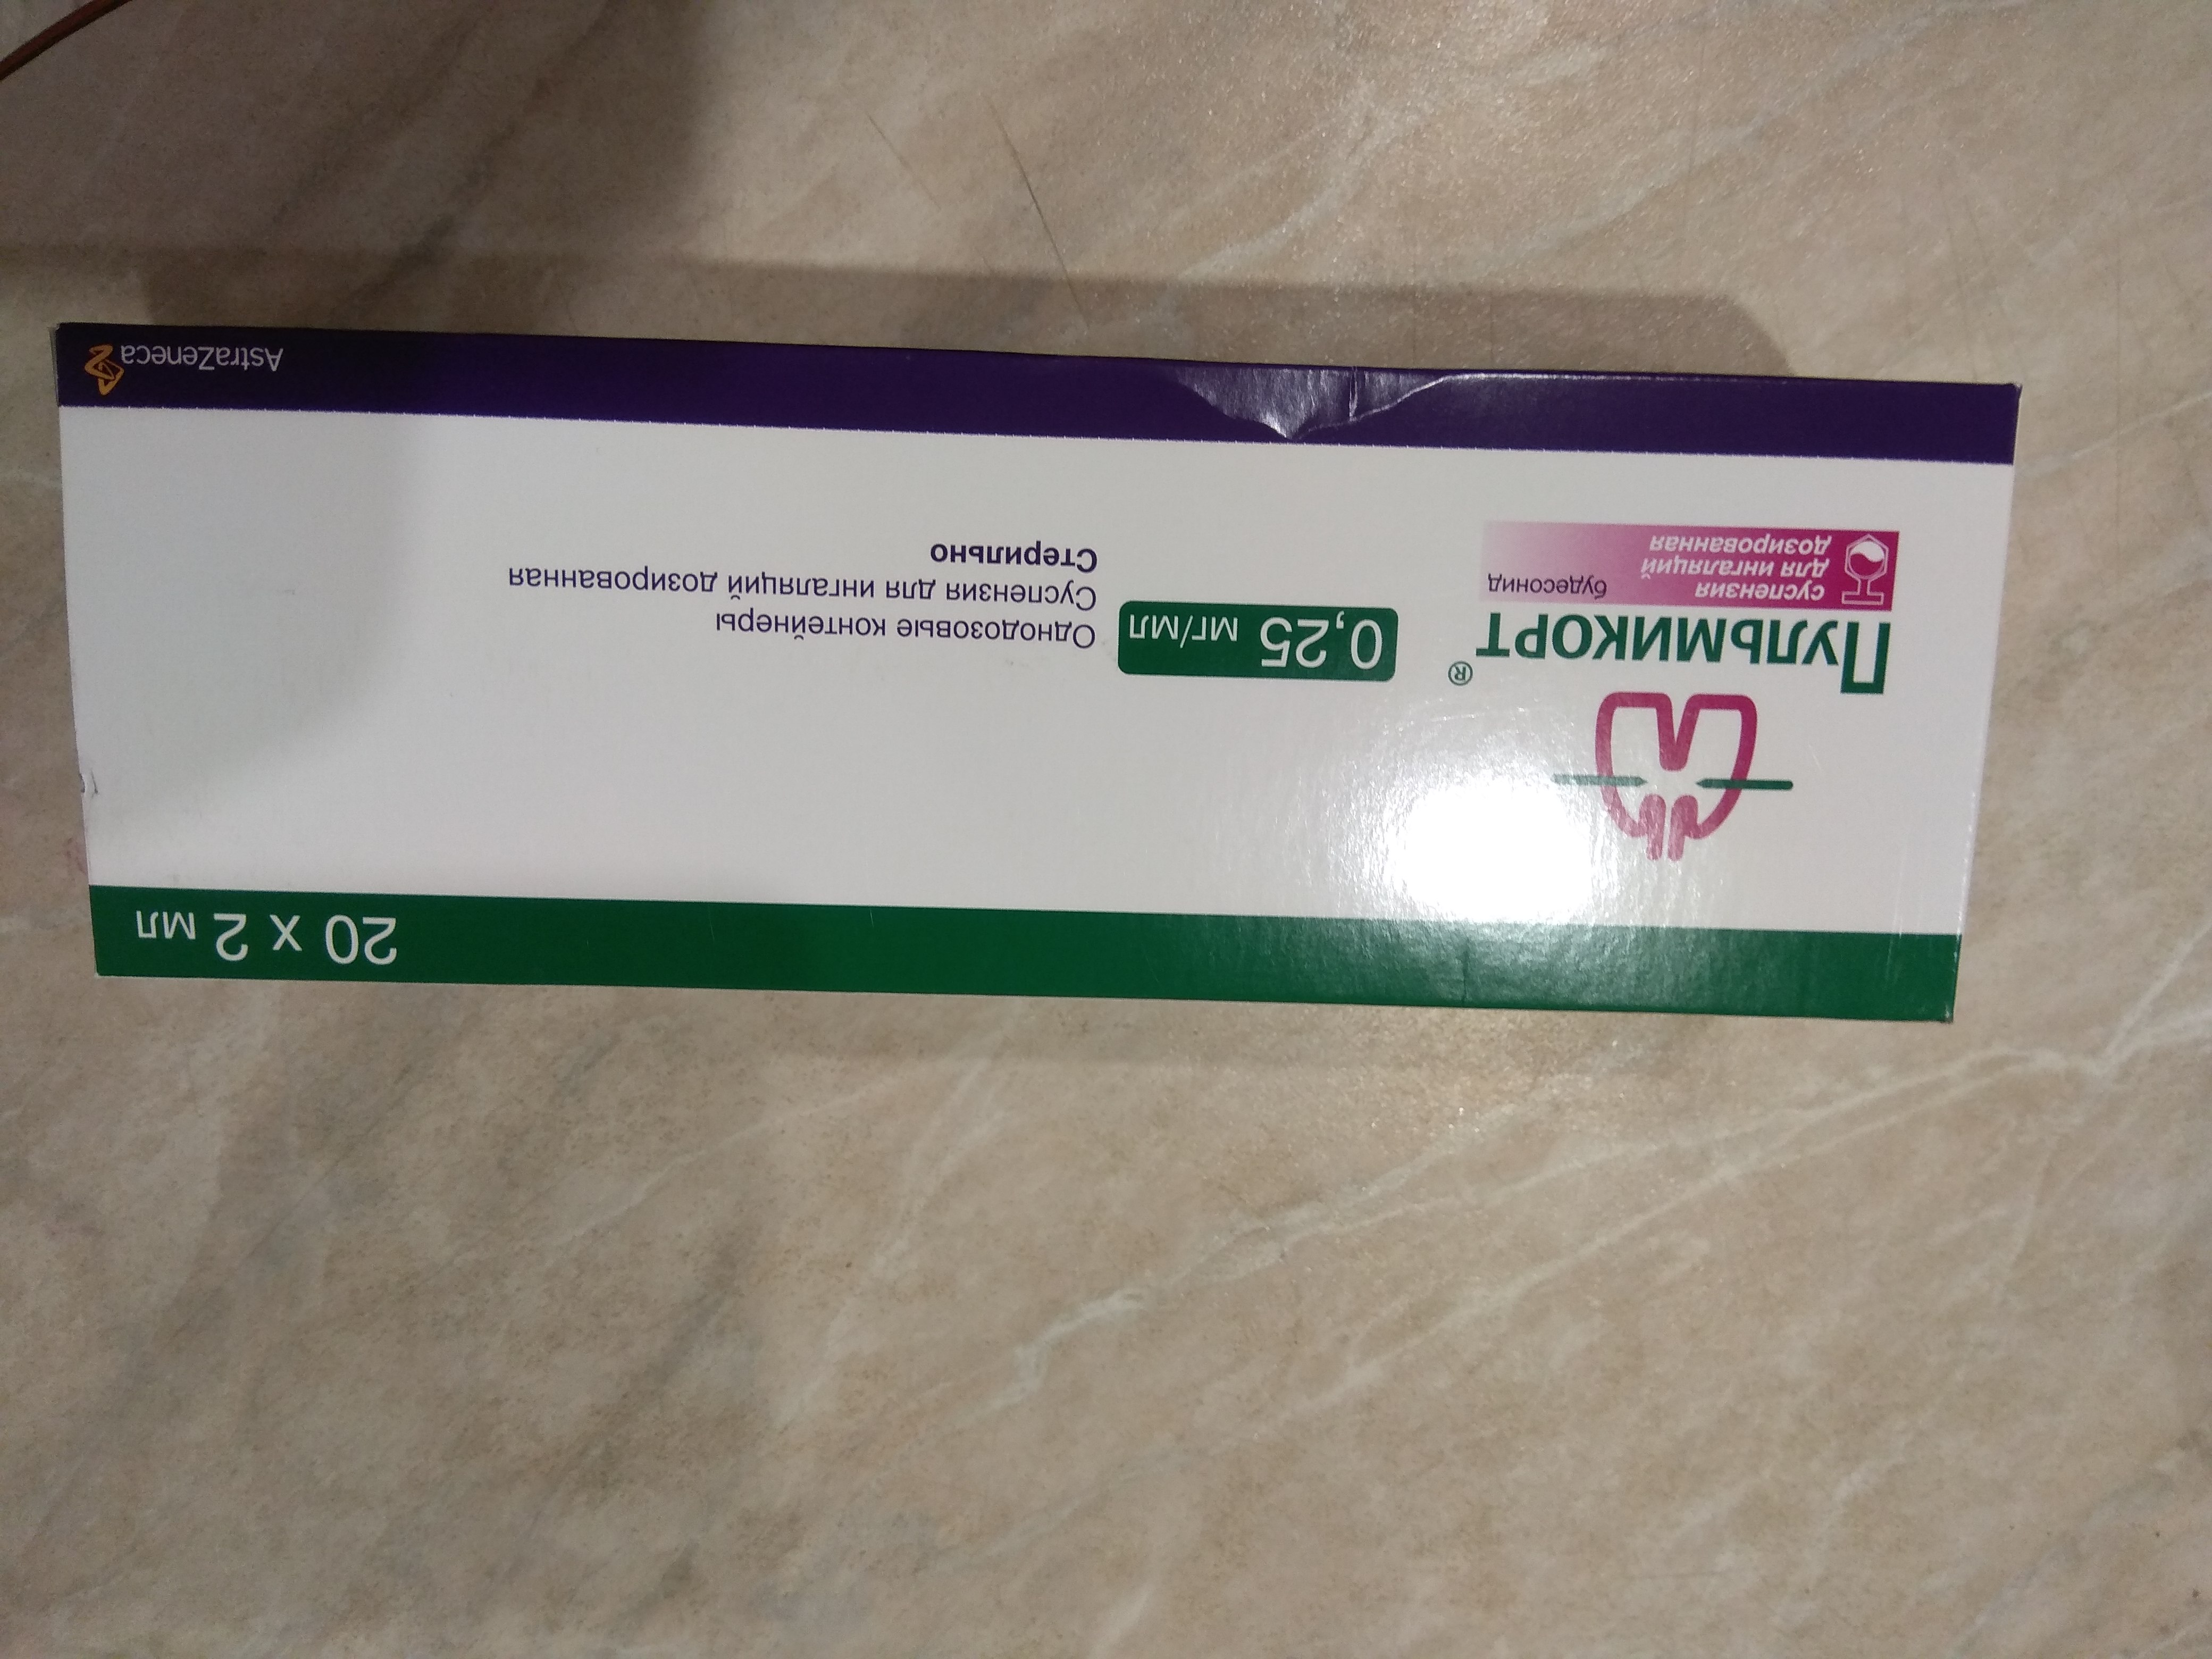 20 x 2 мл
Пульмикорт®
суспензия
для ингаляций
дозированная
будесонид
0,25 мг/мл
Однодозовые контейнеры
Суспензия для ингаляций дозированная
Стерильно
AstraZeneca